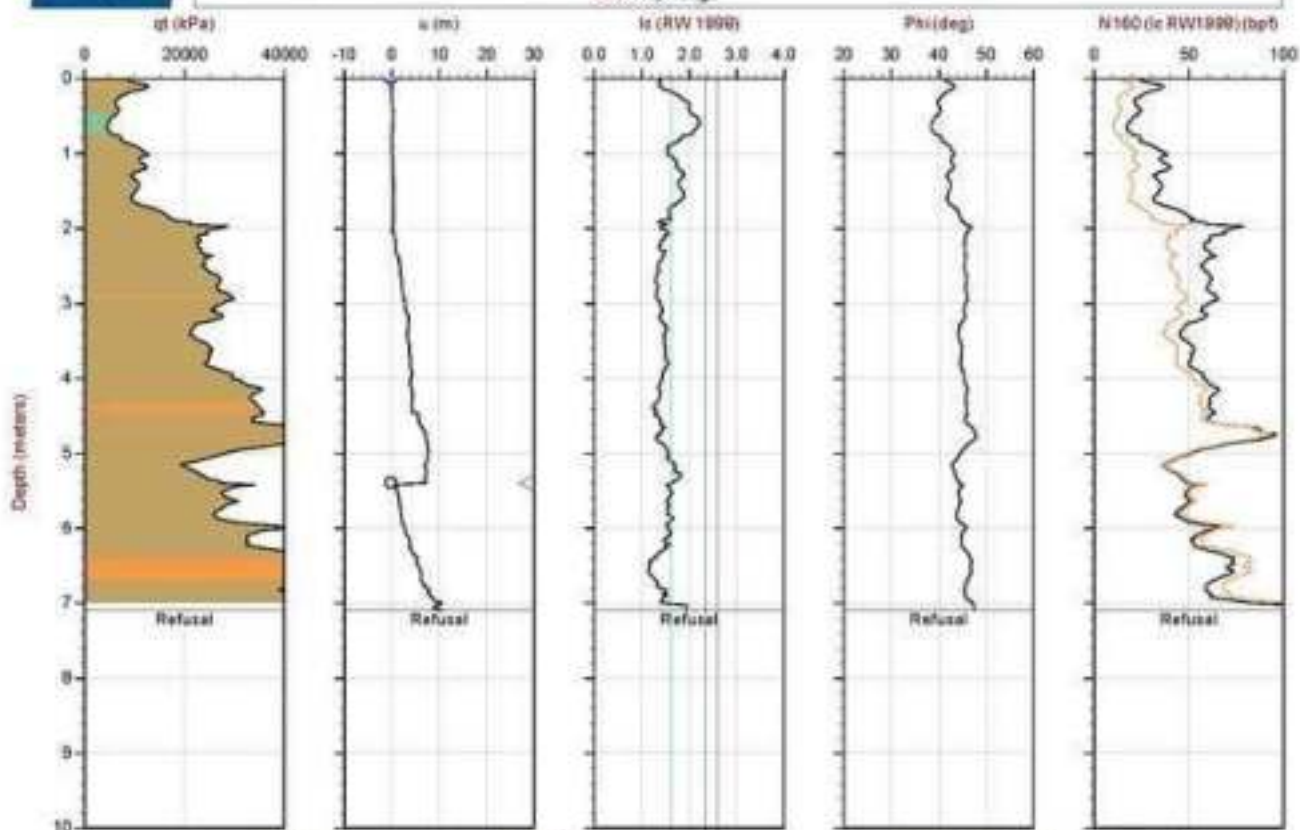 qt (kPa) u (m) Ic (RW 1998) Phi (deg) N160 (Ic RW1998) (bpf)
0 20000 40000 -10 0 10 20 30 0.0 1.0 2.0 3.0 4.0 20 30 40 50 60 0 50 100
0
1
2
3
4
Depth (meters)
5
6
7
Refusal Refusal Refusal Refusal Refusal
8
9
10